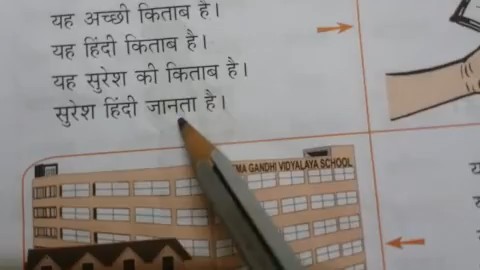 यह अच्छी किताब है।
यह हिंदी किताब है।
यह सुरेश की किताब है।
सुरेश हिंदी जानता है।
GANDHI VIDYALAYA SCHOOL